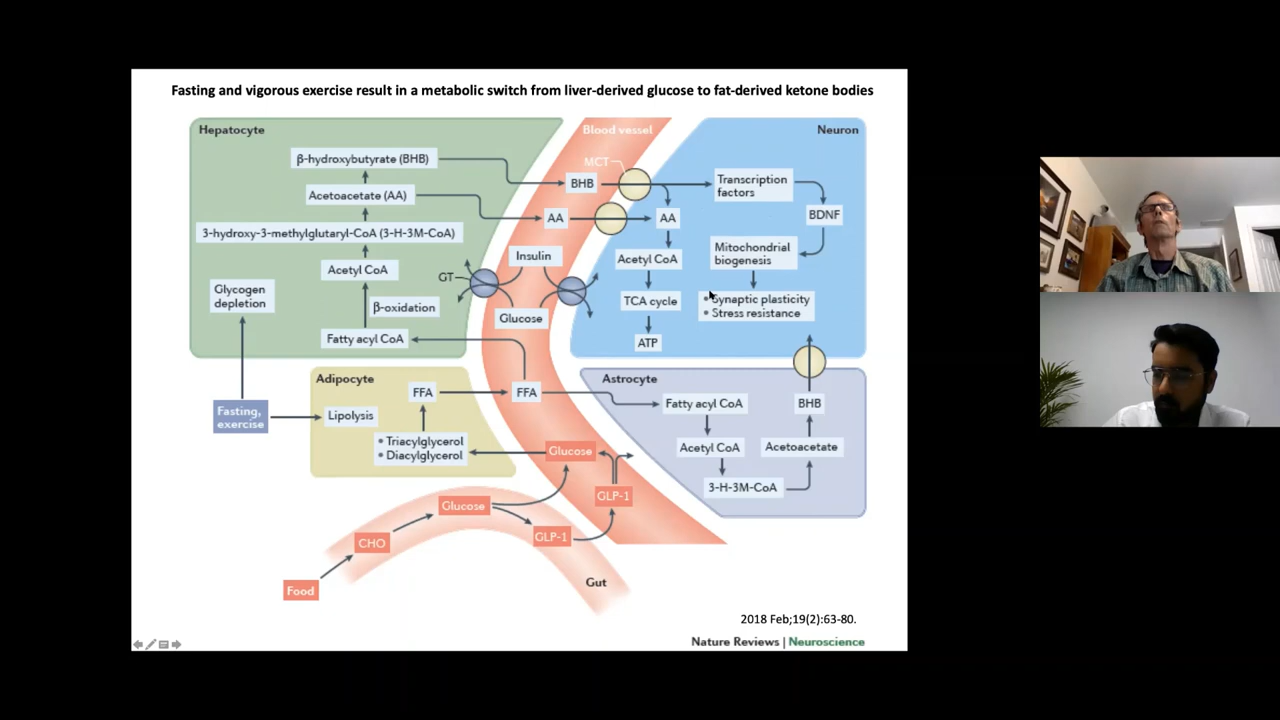 Fasting and vigorous exercise result in a metabolic switch from liver-derived glucose to fat-derived ketone bodies
Hepatocyte
β-hydroxybutyrate (BHB)
Acetoacetate (AA)
3-hydroxy-3-methylglutaryl-CoA (3-H-3M-CoA)
Acetyl CoA
Glycogen
depletion
β-oxidation
Fatty acyl CoA
Fasting,
exercise
Adipocyte
FFA
Lipolysis
• Triacylglycerol
• Diacylglycerol
Blood vessel
MCT
BHB
AA
Insulin
GT
Glucose
FFA
Glucose
GLP-1
Neuron
Transcription
factors
AA
BDNF
Acetyl CoA
Mitochondrial
biogenesis
TCA cycle
• Synaptic plasticity
• Stress resistance
ATP
Astrocyte
Fatty acyl CoA
BHB
Acetyl CoA
Acetoacetate
3-H-3M-CoA
Glucose
CHO
GLP-1
Food
Gut
2018 Feb;19(2):63-80.
Nature Reviews | Neuroscience